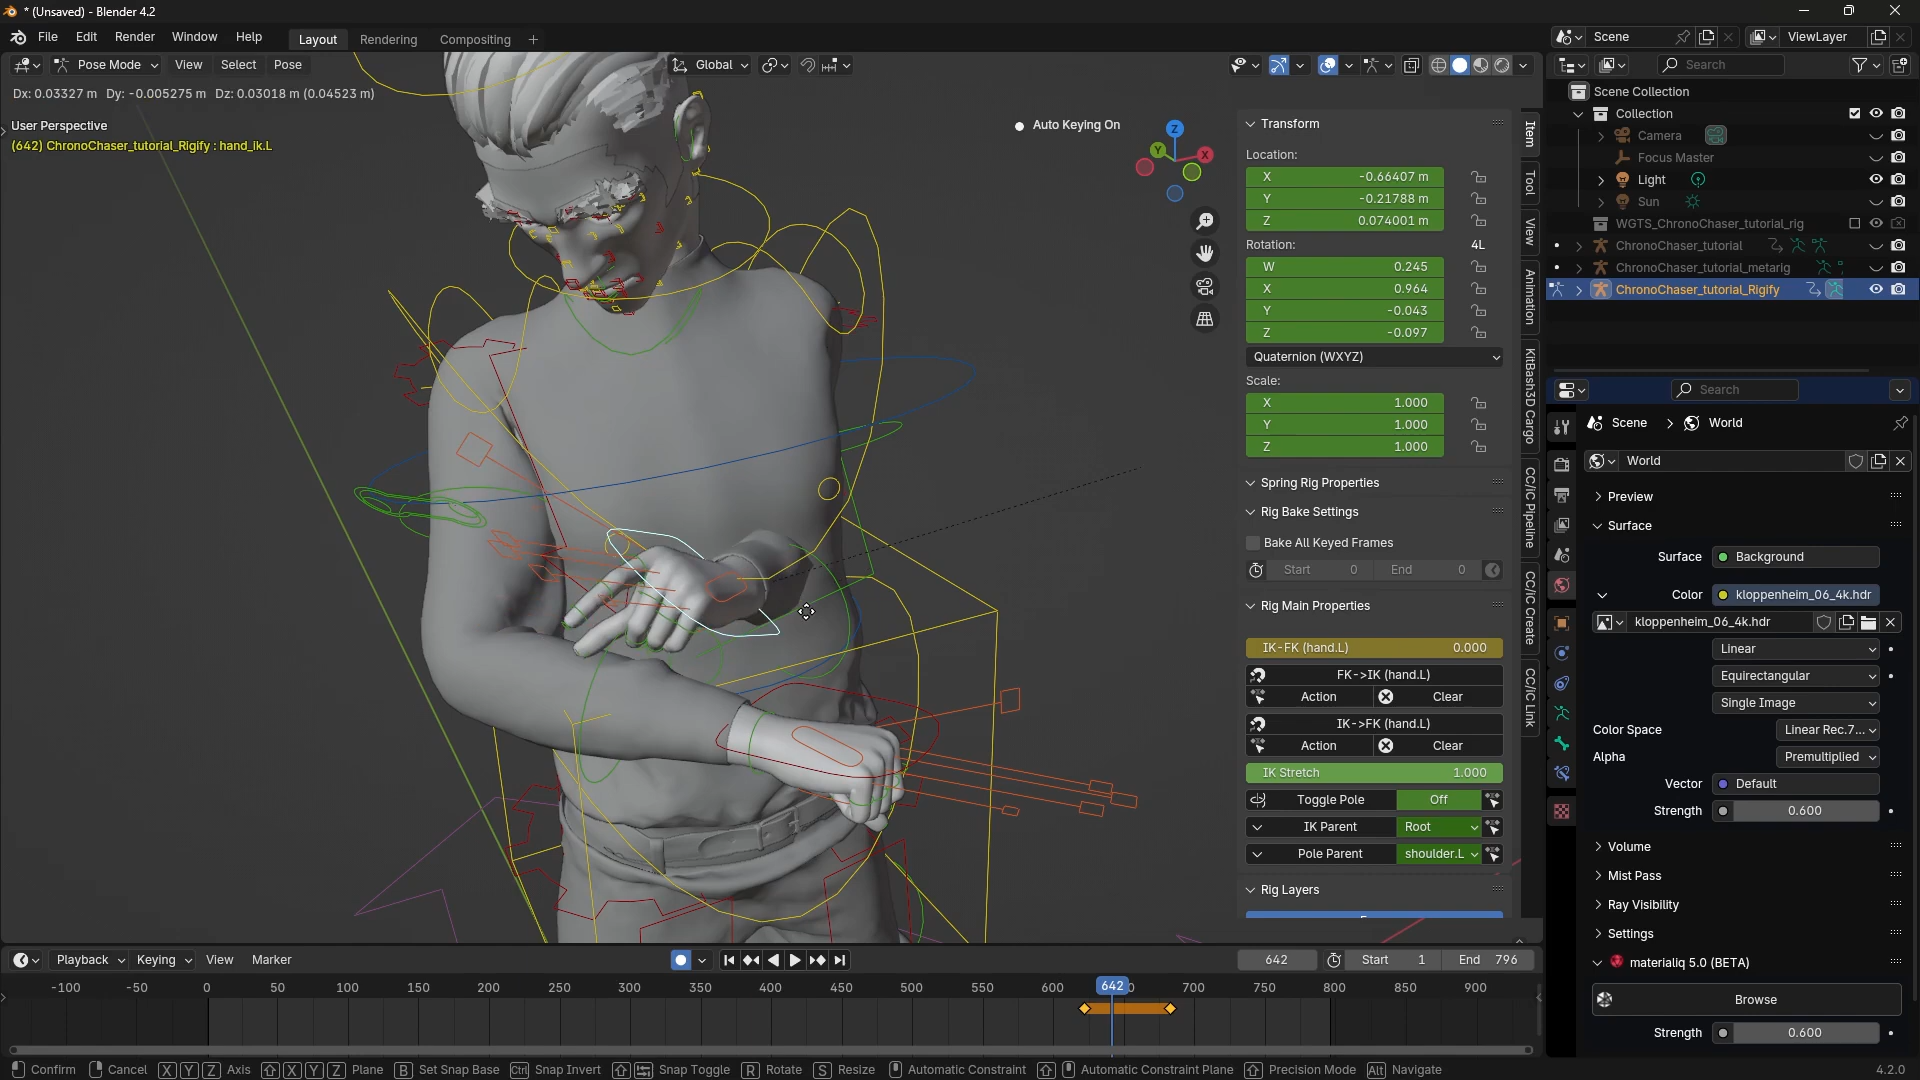 * (Unsaved) - Blender 4.2
File Edit Render Window Help
Layout Rendering Compositing +
Scene
ViewLayer
Pose Mode View Select Pose
Global
Search
Dx: 0.03327 m Dy: -0.005275 m Dz: 0.03018 m (0.04523 m)
User Perspective
(642) ChronoChaser_tutorial_Rigify : hand_ik.L
Auto Keying On
Z
Y
X
Transform
Location:
X -0.66407 m
Y -0.21788 m
Z 0.074001 m
Rotation: 4L
W 0.245
X 0.964
Y -0.043
Z -0.097
Quaternion (WXYZ)
Scale:
X 1.000
Y 1.000
Z 1.000
Spring Rig Properties
Rig Bake Settings
Bake All Keyed Frames
Start 0 End 0
Rig Main Properties
IK-FK (hand.L) 0.000
FK->IK (hand.L)
Action Clear
IK->FK (hand.L)
Action Clear
IK Stretch 1.000
Toggle Pole Off
IK Parent Root
Pole Parent shoulder.L
Rig Layers
Item
Tool
View
Animation
KitBash3D Cargo
CC/iC Pipeline
CC/iC Create
CC/iC Link
Scene Collection
Collection
Camera
Focus Master
Light
Sun
WGTS_ChronoChaser_tutorial_rig
ChronoChaser_tutorial
ChronoChaser_tutorial_metarig
ChronoChaser_tutorial_Rigify
Search
Scene > World
World
Preview
Surface
Surface Background
Color kloppenheim_06_4k.hdr
kloppenheim_06_4k.hdr
Linear
Equirectangular
Single Image
Color Space Linear Rec.7...
Alpha Premultiplied
Vector Default
Strength 0.600
Volume
Mist Pass
Ray Visibility
Settings
materialiq 5.0 (BETA)
Browse
Strength 0.600
Playback Keying View Marker
642 Start 1 End 796
-100 -50 0 50 100 150 200 250 300 350 400 450 500 550 600 642 700 750 800 850 900
Confirm Cancel X Y Z Axis X Y Z Plane B Set Snap Base Ctrl Snap Invert Snap Toggle R Rotate S Resize Automatic Constraint Automatic Constraint Plane Precision Mode Alt Navigate 4.2.0